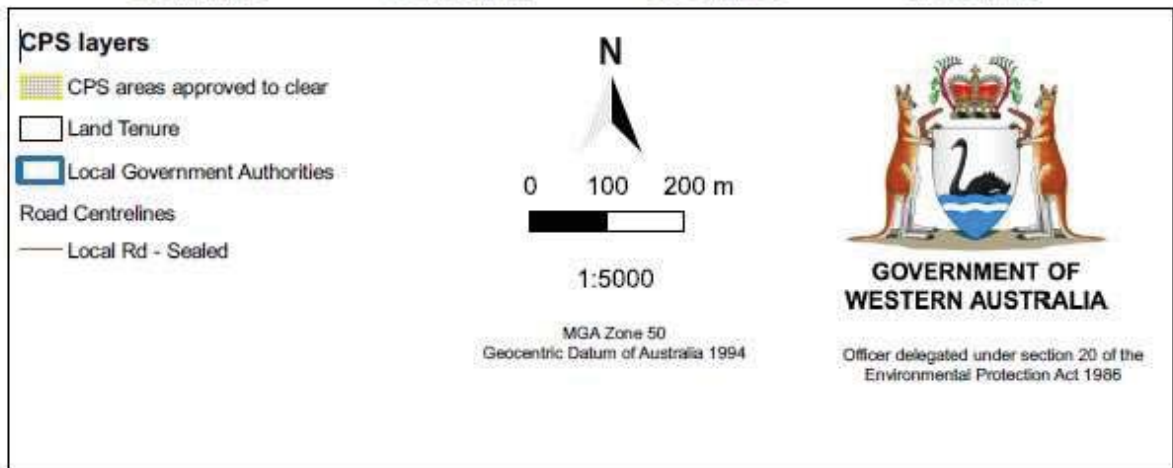 CPS layers
CPS areas approved to clear
Land Tenure
Local Government Authorities
Road Centrelines
Local Rd - Sealed
N
0 100 200 m
1:5000
MGA Zone 50
Geocentric Datum of Australia 1994
GOVERNMENT OF
WESTERN AUSTRALIA
Officer delegated under section 20 of the
Environmental Protection Act 1986